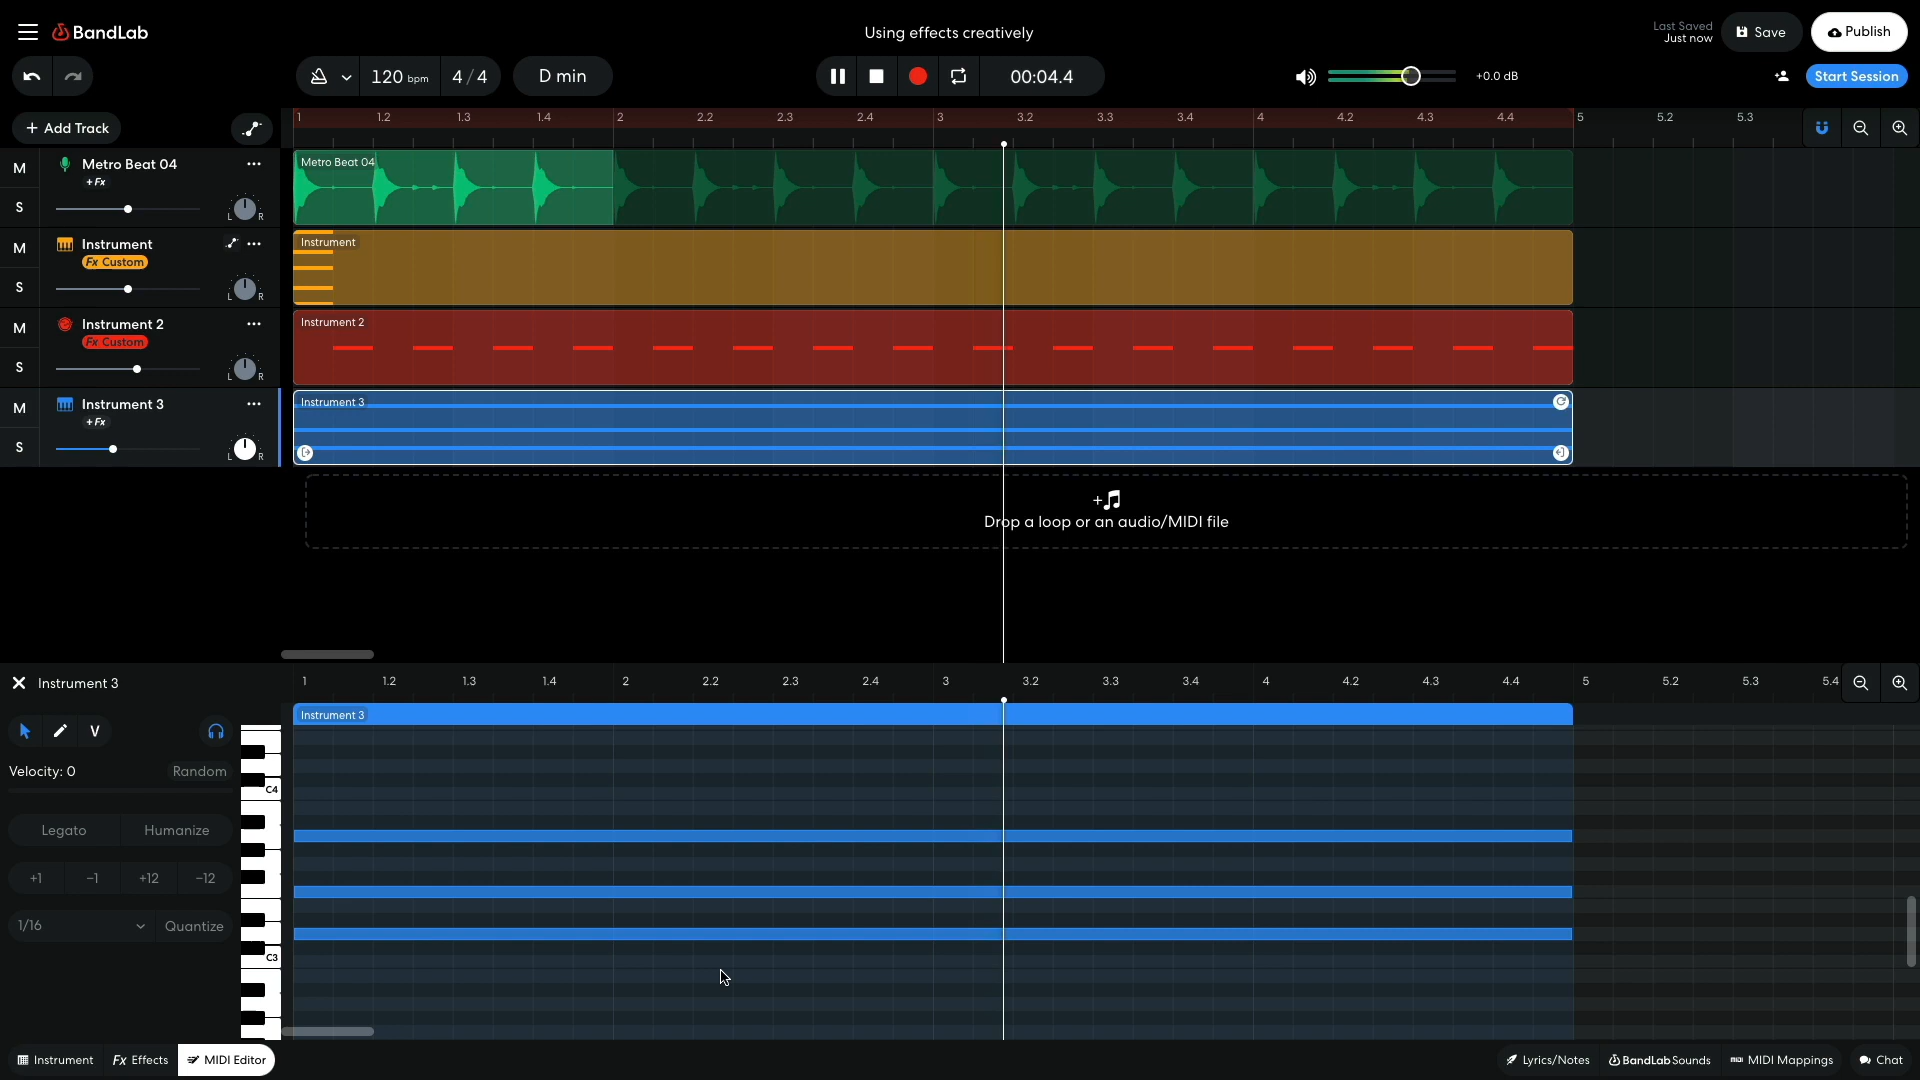 BandLab
Using effects creatively
Last Saved
Just now
Save
Publish
120 bpm
4/4
D min
00:04.4
+0.0 dB
Start Session
+ Add Track
1 1.2 1.3 1.4 2 2.2 2.3 2.4 3 3.2 3.3 3.4 4 4.2 4.3 4.4 5 5.2 5.3
M
Metro Beat 04
+Fx
S
L R
Metro Beat 04
M
Instrument
Fx Custom
S
L R
Instrument
M
Instrument 2
Fx Custom
S
L R
Instrument 2
M
Instrument 3
+Fx
S
L R
Instrument 3
Drop a loop or an audio/MIDI file
Instrument 3
1 1.2 1.3 1.4 2 2.2 2.3 2.4 3 3.2 3.3 3.4 4 4.2 4.3 4.4 5 5.2 5.3 5.4
Instrument 3
V
Velocity: 0
Random
C4
Legato
Humanize
+1 -1 +12 -12
1/16
Quantize
C3
Instrument
Fx Effects
MIDI Editor
Lyrics/Notes
BandLab Sounds
MIDI Mappings
Chat